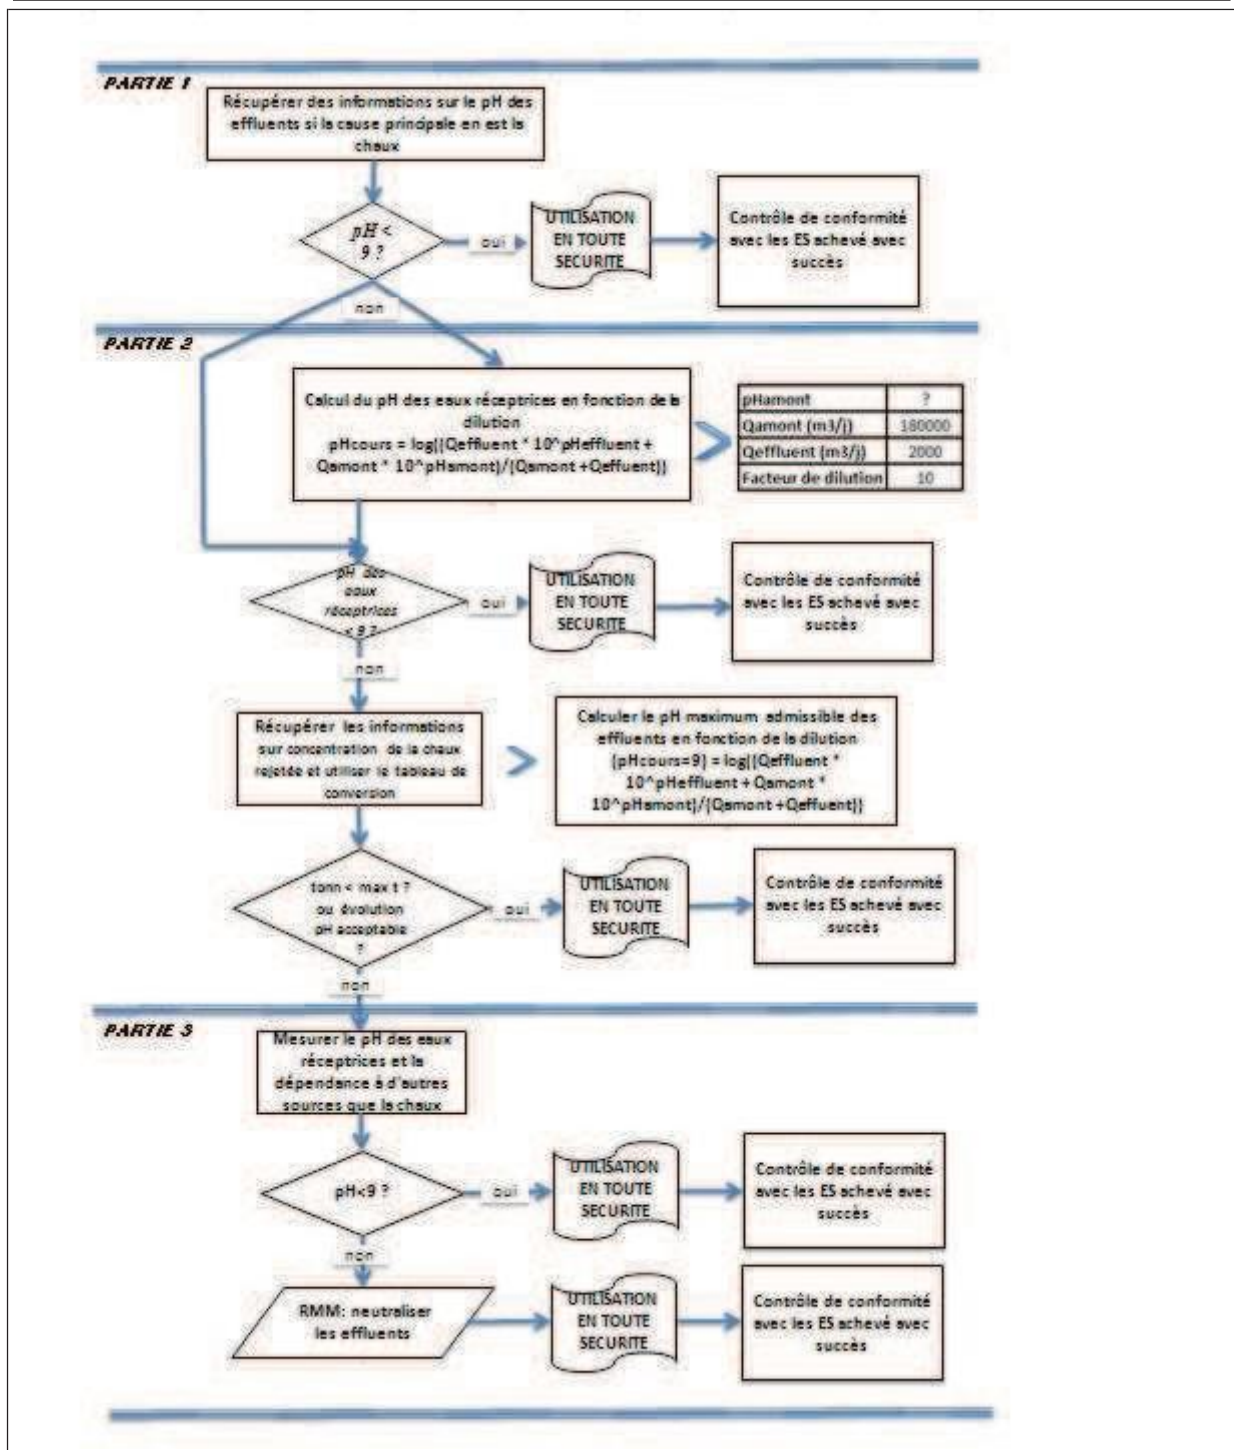 PARTIE 1
Récupérer des informations sur le pH des
effluents si la cause principale en est la
chaux
pH <
9 ?
oui
UTILISATION
EN TOUTE
SECURITE
Contrôle de conformité
avec les ES achevé avec
succès
non
PARTIE 2
Calcul du pH des eaux réceptrices en fonction de la
dilution
pHcours = log((Qeffluent * 10^pHeffluent +
Qamont * 10^pHamont)/(Qamont +Qeffuent))
pHamont ?
Qamont (m3/j) 180000
Qeffluent (m3/j) 2000
Facteur de dilution 10
pH des
eaux
réceptrices
< 9 ?
oui
UTILISATION
EN TOUTE
SECURITE
Contrôle de conformité
avec les ES achevé avec
succès
non
Récupérer les informations
sur concentration de la chaux
rejetée et utiliser le tableau de
conversion
Calculer le pH maximum admissible des
effluents en fonction de la dilution
(pHcours=9) = log((Qeffluent *
10^pHeffluent + Qamont *
10^pHamont)/(Qamont +Qeffuent))
tonn < max t ?
ou évolution
pH acceptable
?
oui
UTILISATION
EN TOUTE
SECURITE
Contrôle de conformité
avec les ES achevé avec
succès
non
PARTIE 3
Mesurer le pH des eaux
réceptrices et la
dépendance à d'autres
sources que la chaux
pH<9 ?
oui
UTILISATION
EN TOUTE
SECURITE
Contrôle de conformité
avec les ES achevé avec
succès
non
RMM: neutraliser
les effluents
UTILISATION
EN TOUTE
SECURITE
Contrôle de conformité
avec les ES achevé avec
succès